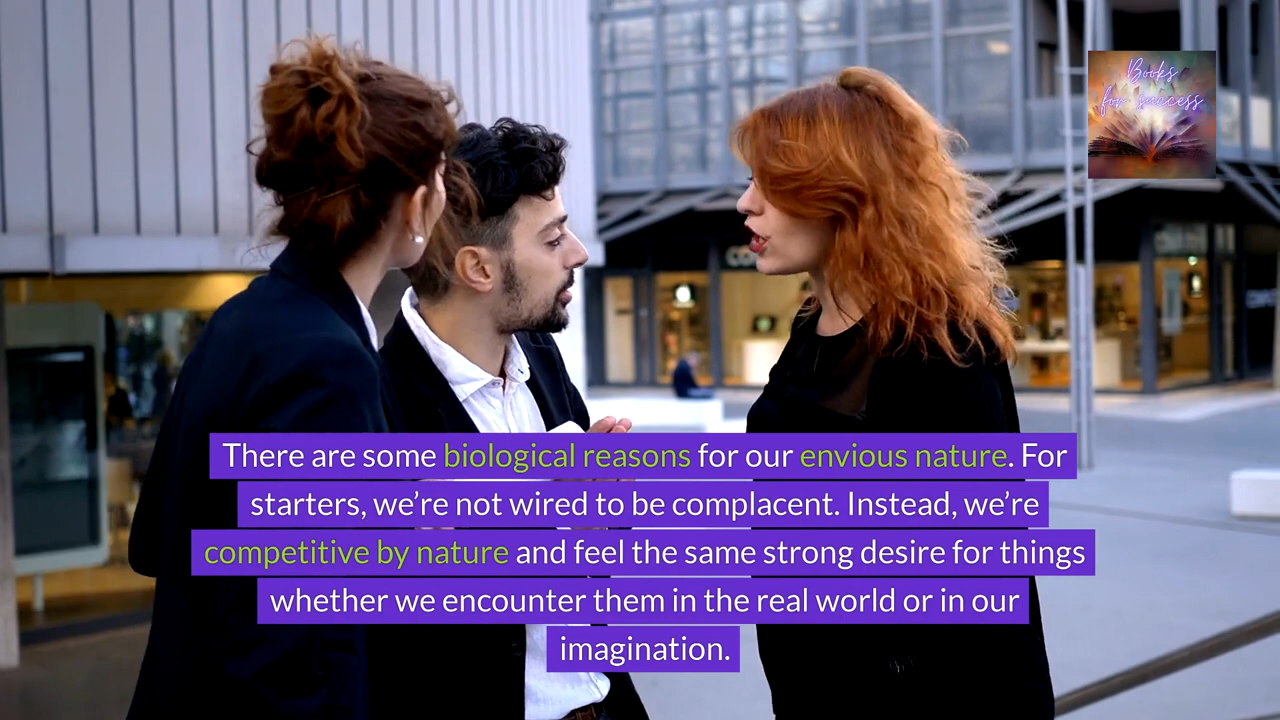 Books
for success
There are some biological reasons for our envious nature. For
starters, we’re not wired to be complacent. Instead, we’re
competitive by nature and feel the same strong desire for things
whether we encounter them in the real world or in our
imagination.